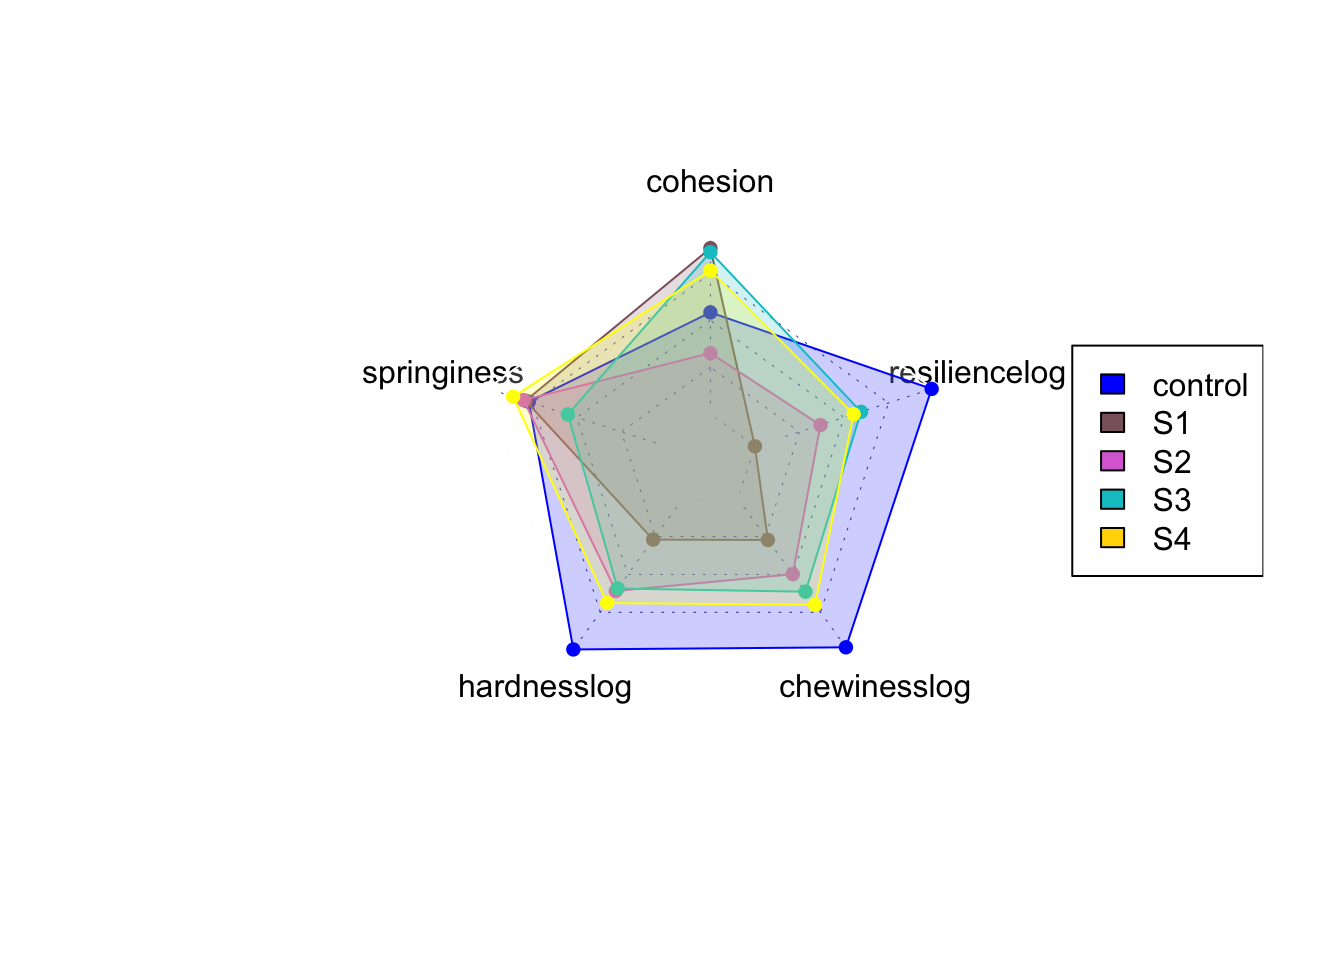 cohesion
springiness
resiliencelog
hardnesslog
chewinesslog
control
S1
S2
S3
S4